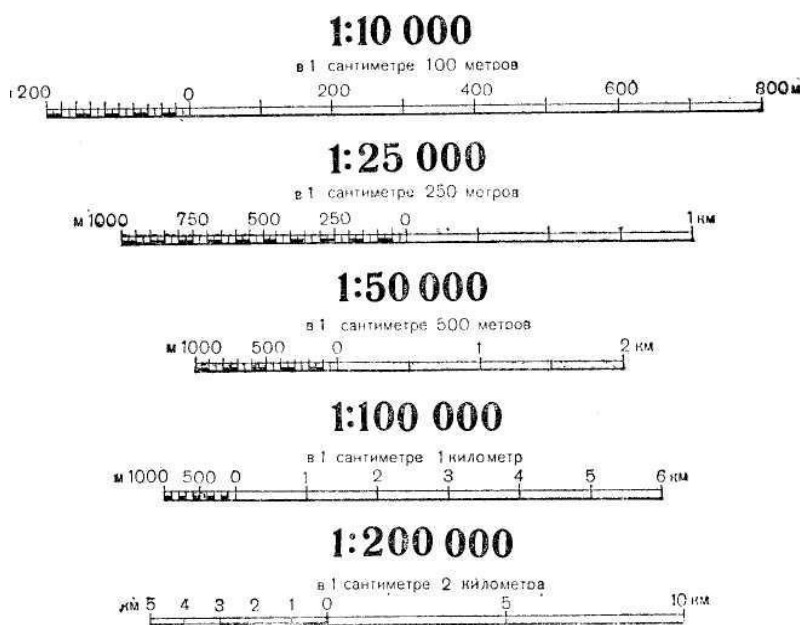 1:10 000
в 1 сантиметре 100 метров
200 0 200 400 600 800 м
1:25 000
в 1 сантиметре 250 метров
м 1000 750 500 250 0 1 км
1:50 000
в 1 сантиметре 500 метров
м 1000 500 0 1 2 км
1:100 000
в 1 сантиметре 1 километр
м 1000 500 0 1 2 3 4 5 6 км
1:200 000
в 1 сантиметре 2 километра
км 5 4 3 2 1 0 5 10 км